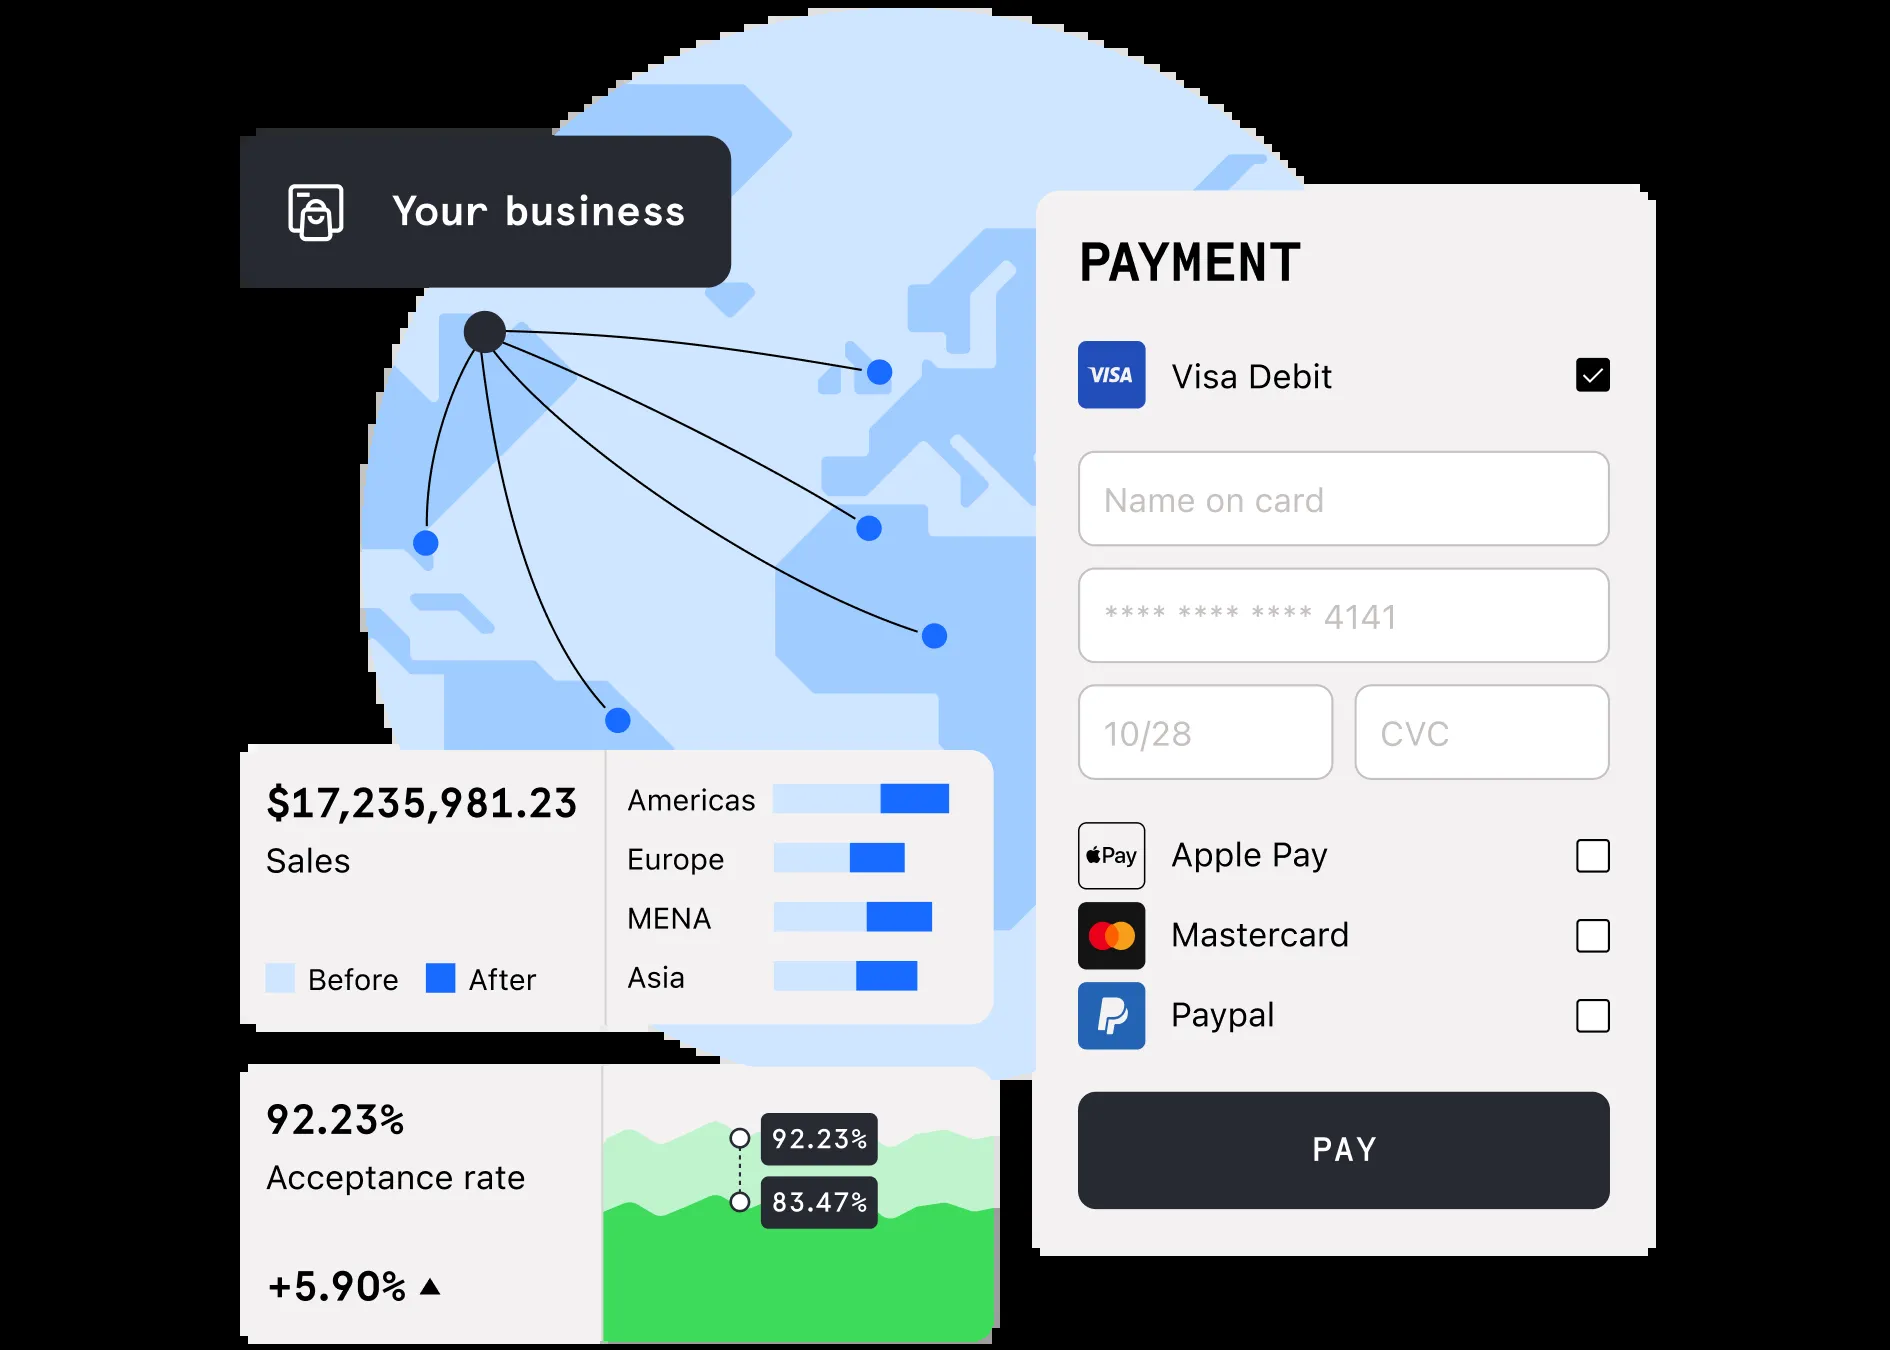 Your business
PAYMENT
VISA
Visa Debit
Name on card
**** **** **** 4141
10/28
CVC
Pay
Apple Pay
Mastercard
Paypal
PAY
$17,235,981.23
Sales
Before
After
Americas
Europe
MENA
Asia
92.23%
Acceptance rate
+5.90%
92.23%
83.47%